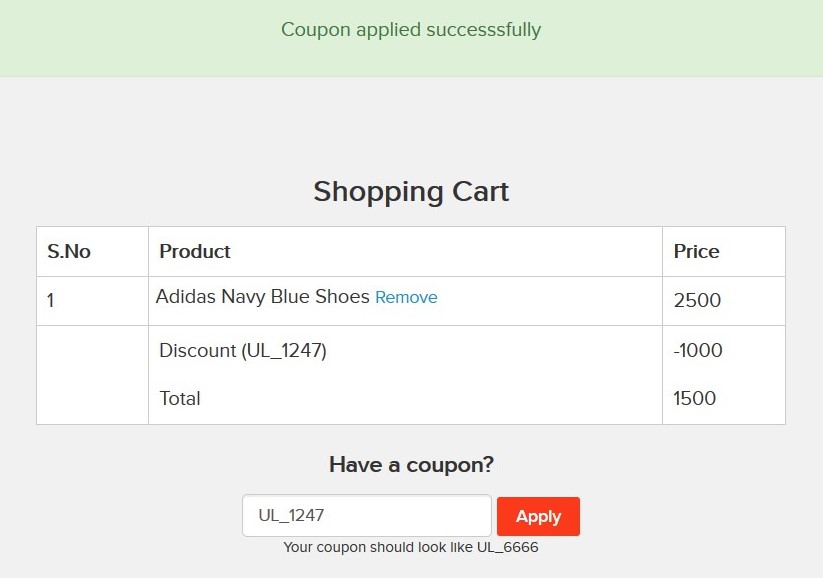 Coupon applied successsfully
Shopping Cart
S.No Product Price
1 Adidas Navy Blue Shoes Remove 2500
Discount (UL_1247) -1000
Total 1500
Have a coupon?
UL_1247 Apply
Your coupon should look like UL_6666